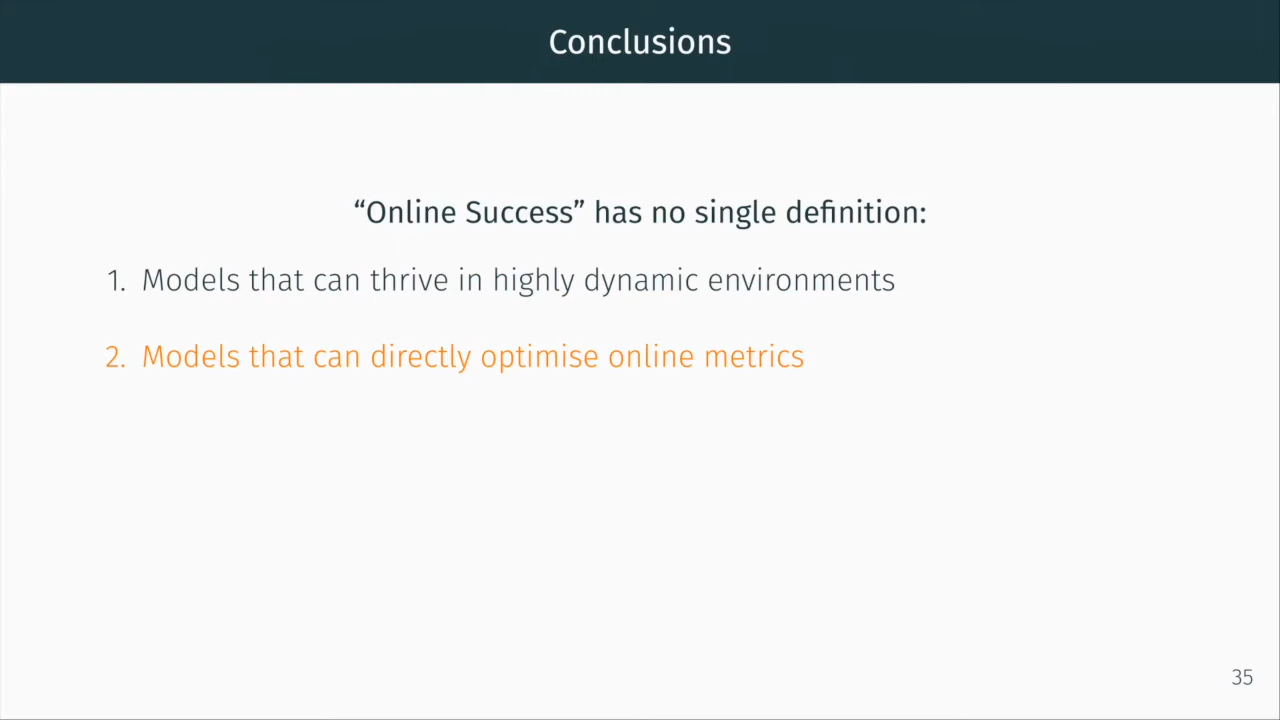 Conclusions
“Online Success” has no single definition:
1. Models that can thrive in highly dynamic environments
2. Models that can directly optimise online metrics
35